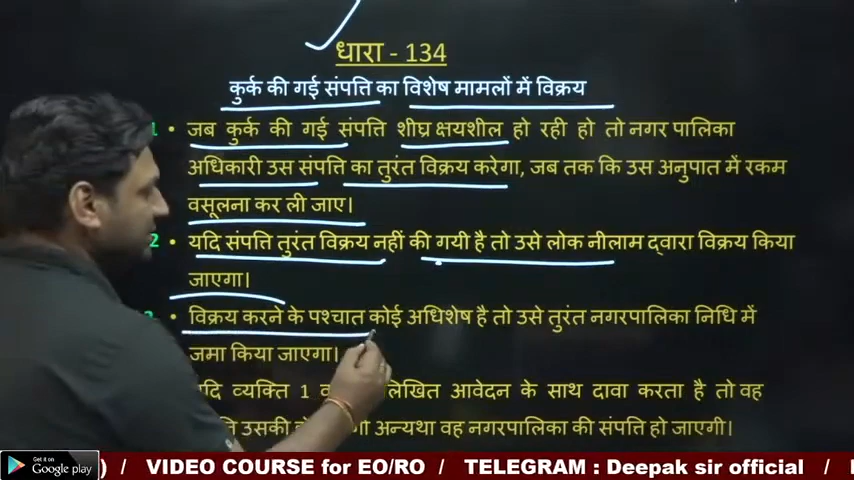 धारा - 134
कुर्क की गई संपत्ति का विशेष मामलों में विक्रय
1 • जब कुर्क की गई संपत्ति शीघ्र क्षयशील हो रही हो तो नगर पालिका
अधिकारी उस संपत्ति का तुरंत विक्रय करेगा, जब तक कि उस अनुपात में रकम
वसूलना कर ली जाए।
2 • यदि संपत्ति तुरंत विक्रय नहीं की गयी है तो उसे लोक नीलाम द्वारा विक्रय किया
जाएगा।
• विक्रय करने के पश्चात कोई अधिशेष है तो उसे तुरंत नगरपालिका निधि में
जमा किया जाएगा।
व्यक्ति 1 लिखित आवेदन के साथ दावा करता है तो वह
उसकी अन्यथा वह नगरपालिका की संपत्ति हो जाएगी।
Get it on
Google play
) / VIDEO COURSE for EO/RO / TELEGRAM : Deepak sir official /